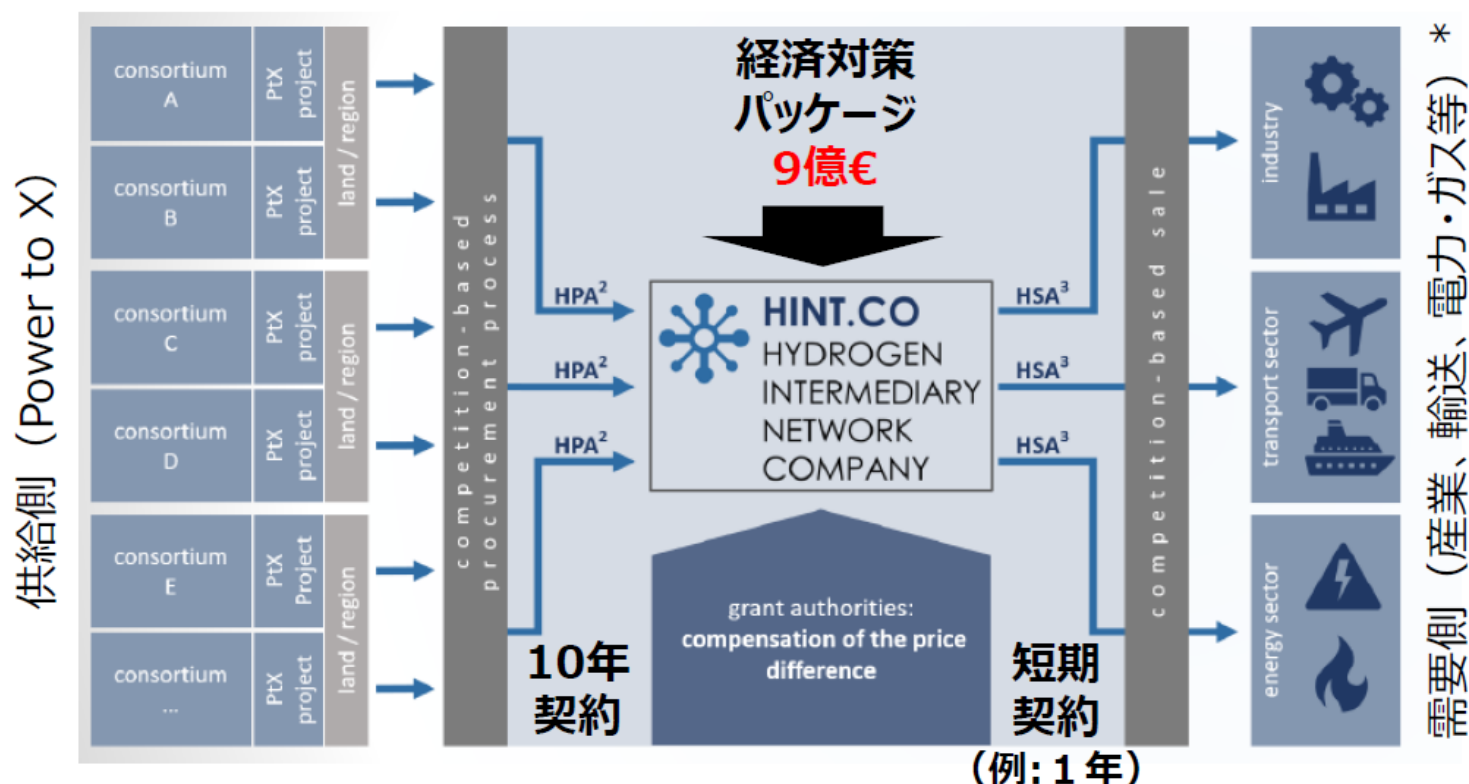 供給側（Power to X）
consortium
A
PtX
project
consortium
B
PtX
project
land / region
consortium
C
PtX
project
consortium
D
PtX
project
land / region
consortium
E
PtX
Project
consortium
...
PtX
project
land / region
competition-based
procurement process
経済対策
パッケージ
9億€
HPA²
HPA²
HPA²
HINT.CO
HYDROGEN
INTERMEDIARY
NETWORK
COMPANY
HSA³
HSA³
HSA³
grant authorities:
compensation of the price
difference
10年
契約
短期
契約
（例:１年）
competition-based sale
industry
transport sector
energy sector
需要側（産業、輸送、電力・ガス等）*